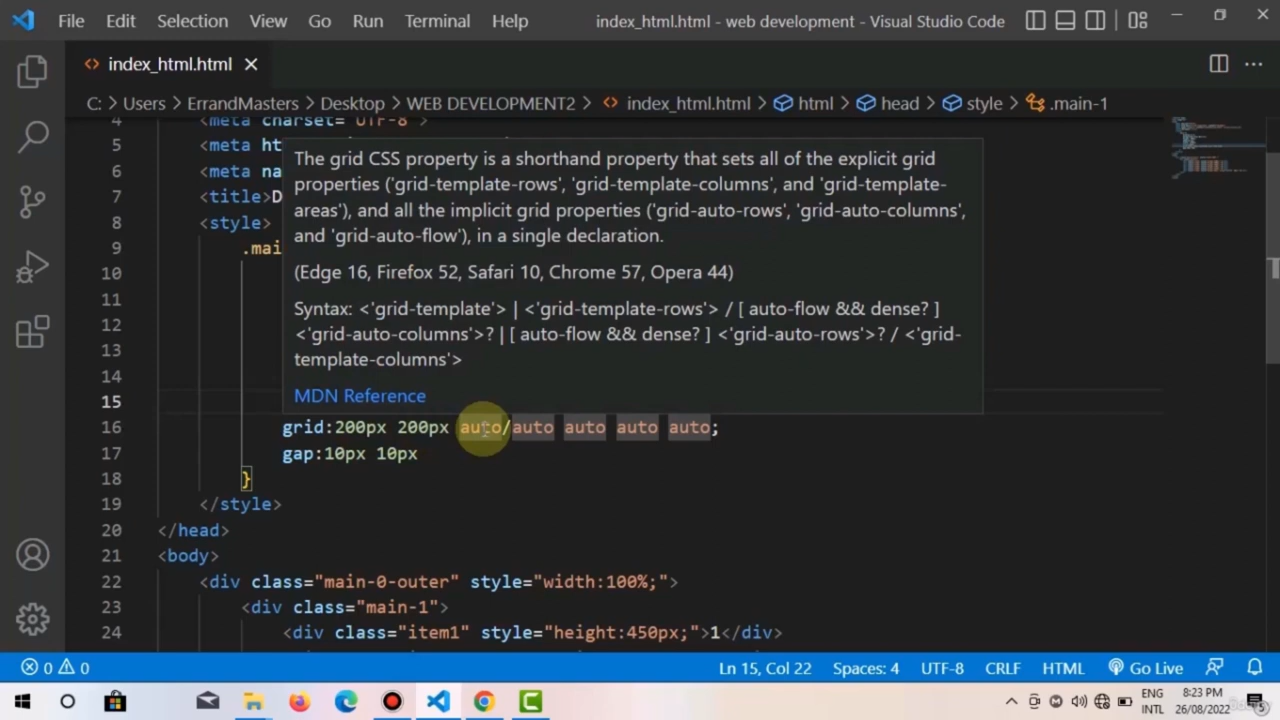 File Edit Selection View Go Run Terminal Help index_html.html - web development - Visual Studio Code
index_html.html
C: > Users > ErrandMasters > Desktop > WEB DEVELOPMENT2 > index_html.html > html > head > style > .main-1
4 <meta charset="UTF-8">
5 <meta ht
6 <meta na
7 <title>D
8 <style>
9 .mai
10
11
12
13
14
15
The grid CSS property is a shorthand property that sets all of the explicit grid
properties ('grid-template-rows', 'grid-template-columns', and 'grid-template-
areas'), and all the implicit grid properties ('grid-auto-rows', 'grid-auto-columns',
and 'grid-auto-flow'), in a single declaration.
(Edge 16, Firefox 52, Safari 10, Chrome 57, Opera 44)
Syntax: <'grid-template'> | <'grid-template-rows'> / [ auto-flow && dense? ]
<'grid-auto-columns'>? | [ auto-flow && dense? ] <'grid-auto-rows'>? / <'grid-
template-columns'>
MDN Reference
16 grid:200px 200px auto/auto auto auto auto;
17 gap:10px 10px
18 }
19 </style>
20 </head>
21 <body>
22 <div class="main-0-outer" style="width:100%;">
23 <div class="main-1">
24 <div class="item1" style="height:450px;">1</div>
0 0 Ln 15, Col 22 Spaces: 4 UTF-8 CRLF HTML Go Live
ENG 8:23 PM
INTL 26/08/2022 5